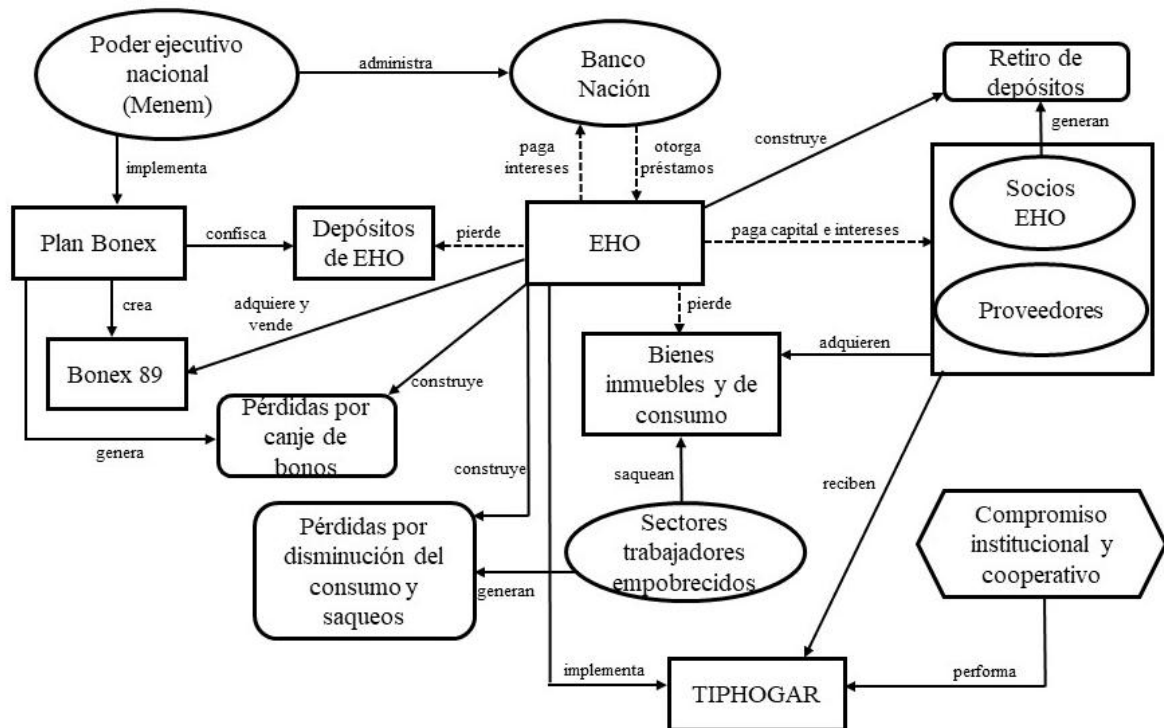 Poder ejecutivo
nacional
(Menem)
administra
Banco
Nación
Retiro de
depósitos
implementa
paga
intereses
otorga
préstamos
construye
generan
Socios
EHO
Plan Bonex
confisca
Depósitos
de EHO
pierde
EHO
paga capital e intereses
crea
adquiere y
vende
pierde
Proveedores
Bonex 89
construye
Bienes
inmuebles y de
consumo
adquieren
Pérdidas por
canje de
bonos
genera
construye
saquean
reciben
Pérdidas por
disminución del
consumo y
saqueos
generan
Sectores
trabajadores
empobrecidos
Compromiso
institucional y
cooperativo
implementa
TIPHOGAR
performa